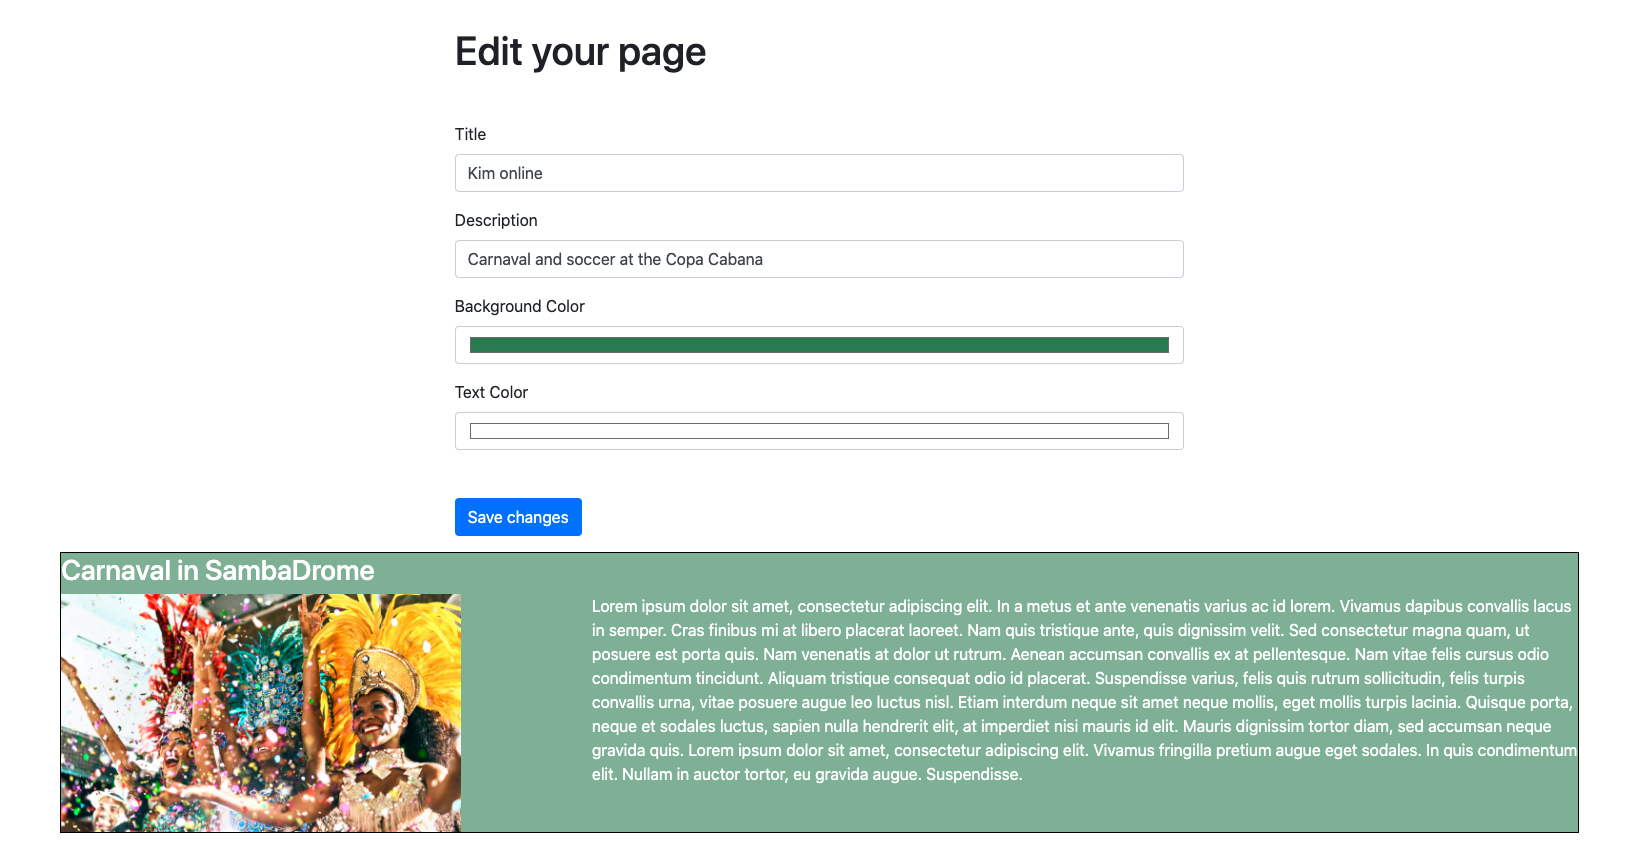 Edit your page
Title
Kim online
Description
Carnaval and soccer at the Copa Cabana
Background Color
Text Color
Save changes
Carnaval in SambaDrome
Lorem ipsum dolor sit amet, consectetur adipiscing elit. In a metus et ante venenatis varius ac id lorem. Vivamus dapibus convallis lacus
in semper. Cras finibus mi at libero placerat laoreet. Nam quis tristique ante, quis dignissim velit. Sed consectetur magna quam, ut
posuere est porta quis. Nam venenatis at dolor ut rutrum. Aenean accumsan convallis ex at pellentesque. Nam vitae felis cursus odio
condimentum tincidunt. Aliquam tristique consequat odio id placerat. Suspendisse varius, felis quis rutrum sollicitudin, felis turpis
convallis urna, vitae posuere augue leo luctus nisl. Etiam interdum neque sit amet neque mollis, eget mollis turpis lacinia. Quisque porta,
neque et sodales luctus, sapien nulla hendrerit elit, at imperdiet nisi mauris id elit. Mauris dignissim tortor diam, sed accumsan neque
gravida quis. Lorem ipsum dolor sit amet, consectetur adipiscing elit. Vivamus fringilla pretium augue eget sodales. In quis condimentum
elit. Nullam in auctor tortor, eu gravida augue. Suspendisse.